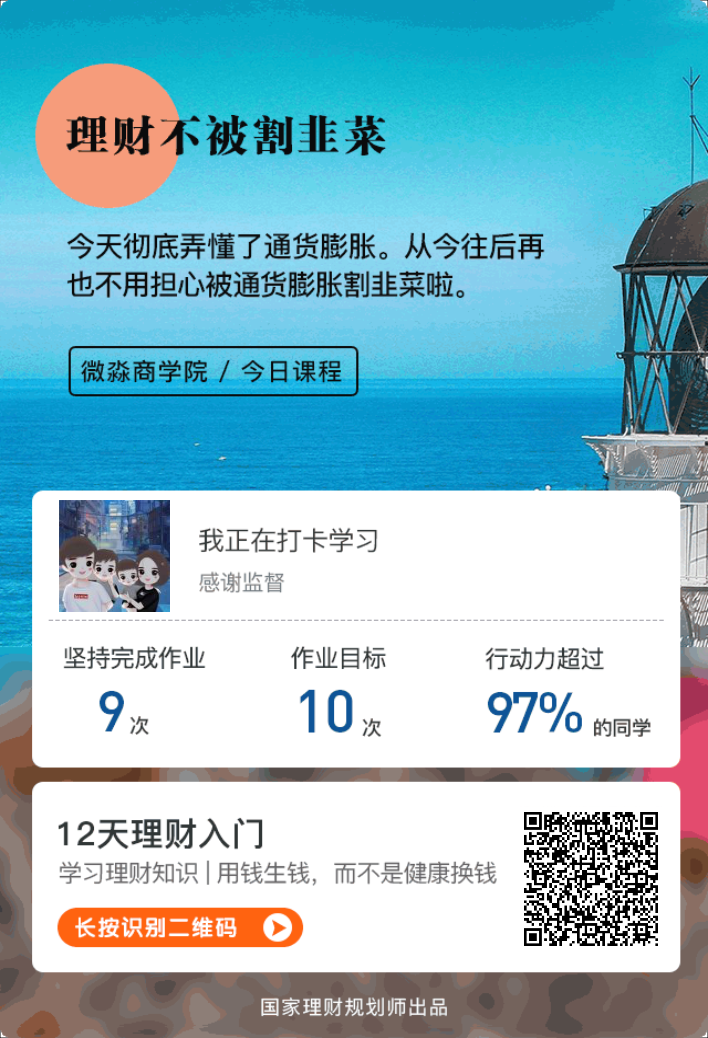 理财不被割韭菜
今天彻底弄懂了通货膨胀。从今往后再
也不用担心被通货膨胀割韭菜啦。
微淼商学院 / 今日课程
我正在打卡学习
感谢监督
坚持完成作业 作业目标 行动力超过
9次 10次 97%的同学
12天理财入门
学习理财知识 | 用钱生钱，而不是健康换钱
长按识别二维码
国家理财规划师出品